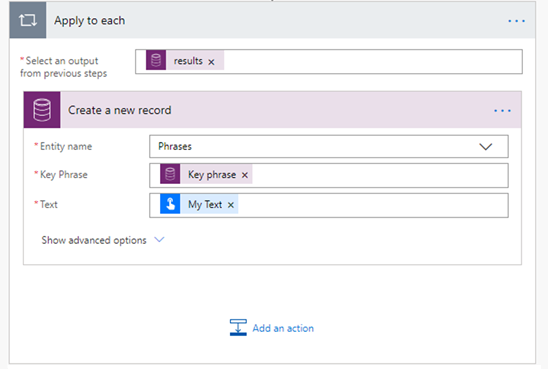 Apply to each
...
* Select an output
from previous steps
results ×
Create a new record
...
* Entity name
Phrases
* Key Phrase
Key phrase ×
* Text
My Text ×
Show advanced options
Add an action